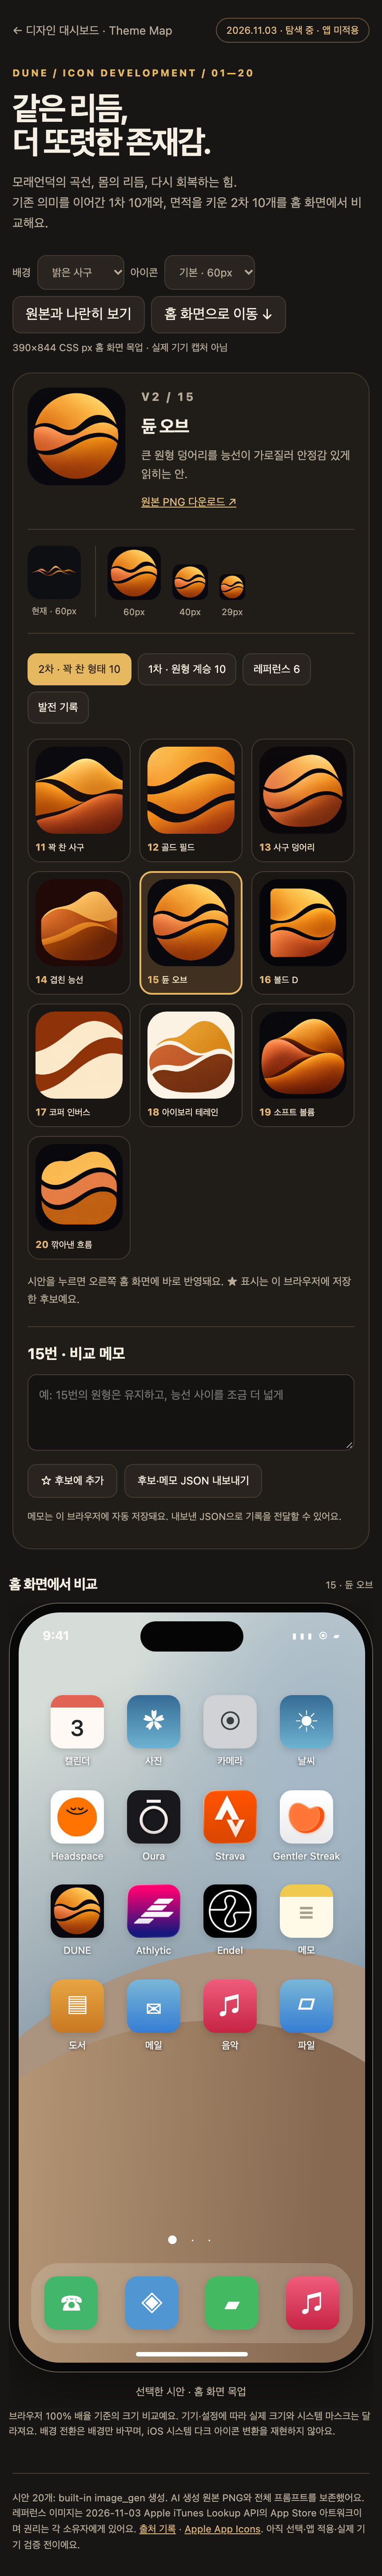 ← 디자인 대시보드 · Theme Map
2026.11.03 · 탐색 중 · 앱 미적용
DUNE / ICON DEVELOPMENT / 01—20
같은 리듬,
더 또렷한 존재감.
모래언덕의 곡선, 몸의 리듬, 다시 회복하는 힘.
기존 의미를 이어간 1차 10개와, 면적을 키운 2차 10개를 홈 화면에서 비
교해요.
배경 밝은 사구 아이콘 기본 · 60px
원본과 나란히 보기 홈 화면으로 이동 ↓
390×844 CSS px 홈 화면 목업 · 실제 기기 캡처 아님
V2 / 15
듄 오브
큰 원형 덩어리를 능선이 가로질러 안정감 있게
읽히는 안.
원본 PNG 다운로드 ↗
현재 · 60px 60px 40px 29px
2차 · 꽉 찬 형태 10 1차 · 원형 계승 10 레퍼런스 6
발전 기록
11 꽉 찬 사구 12 골드 필드 13 사구 덩어리
14 겹친 능선 15 듄 오브 16 볼드 D
17 코퍼 인버스 18 아이보리 테레인 19 소프트 볼륨
20 깎아낸 흐름
시안을 누르면 오른쪽 홈 화면에 바로 반영돼요. ★ 표시는 이 브라우저에 저장
한 후보예요.
15번 · 비교 메모
예: 15번의 원형은 유지하고, 능선 사이를 조금 더 넓게
☆ 후보에 추가 후보·메모 JSON 내보내기
메모는 이 브라우저에 자동 저장돼요. 내보낸 JSON으로 기록을 전달할 수 있어요.
홈 화면에서 비교 15 · 듄 오브
9:41
3
캘린더 사진 카메라 날씨
Headspace Oura Strava Gentler Streak
DUNE Athlytic Endel 메모
도서 메일 음악 파일
선택한 시안 · 홈 화면 목업
브라우저 100% 배율 기준의 크기 비교예요. 기기·설정에 따라 실제 크기와 시스템 마스크는 달
라져요. 배경 전환은 배경만 바꾸며, iOS 시스템 다크 아이콘 변환을 재현하지 않아요.
시안 20개: built-in image_gen 생성. AI 생성 원본 PNG와 전체 프롬프트를 보존했어요.
레퍼런스 이미지는 2026-11-03 Apple iTunes Lookup API의 App Store 아트워크이
며 권리는 각 소유자에게 있어요. 출처 기록 · Apple App Icons. 아직 선택·앱 적용·실제 기
기 검증 전이에요.